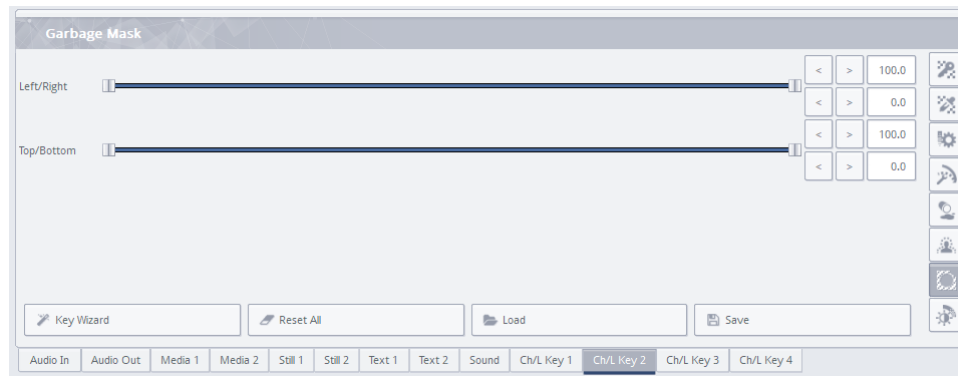 Garbage Mask
Left/Right
< > 100.0
< > 0.0
Top/Bottom
< > 100.0
< > 0.0
Key Wizard Reset All Load Save
Audio In Audio Out Media 1 Media 2 Still 1 Still 2 Text 1 Text 2 Sound Ch/L Key 1 Ch/L Key 2 Ch/L Key 3 Ch/L Key 4